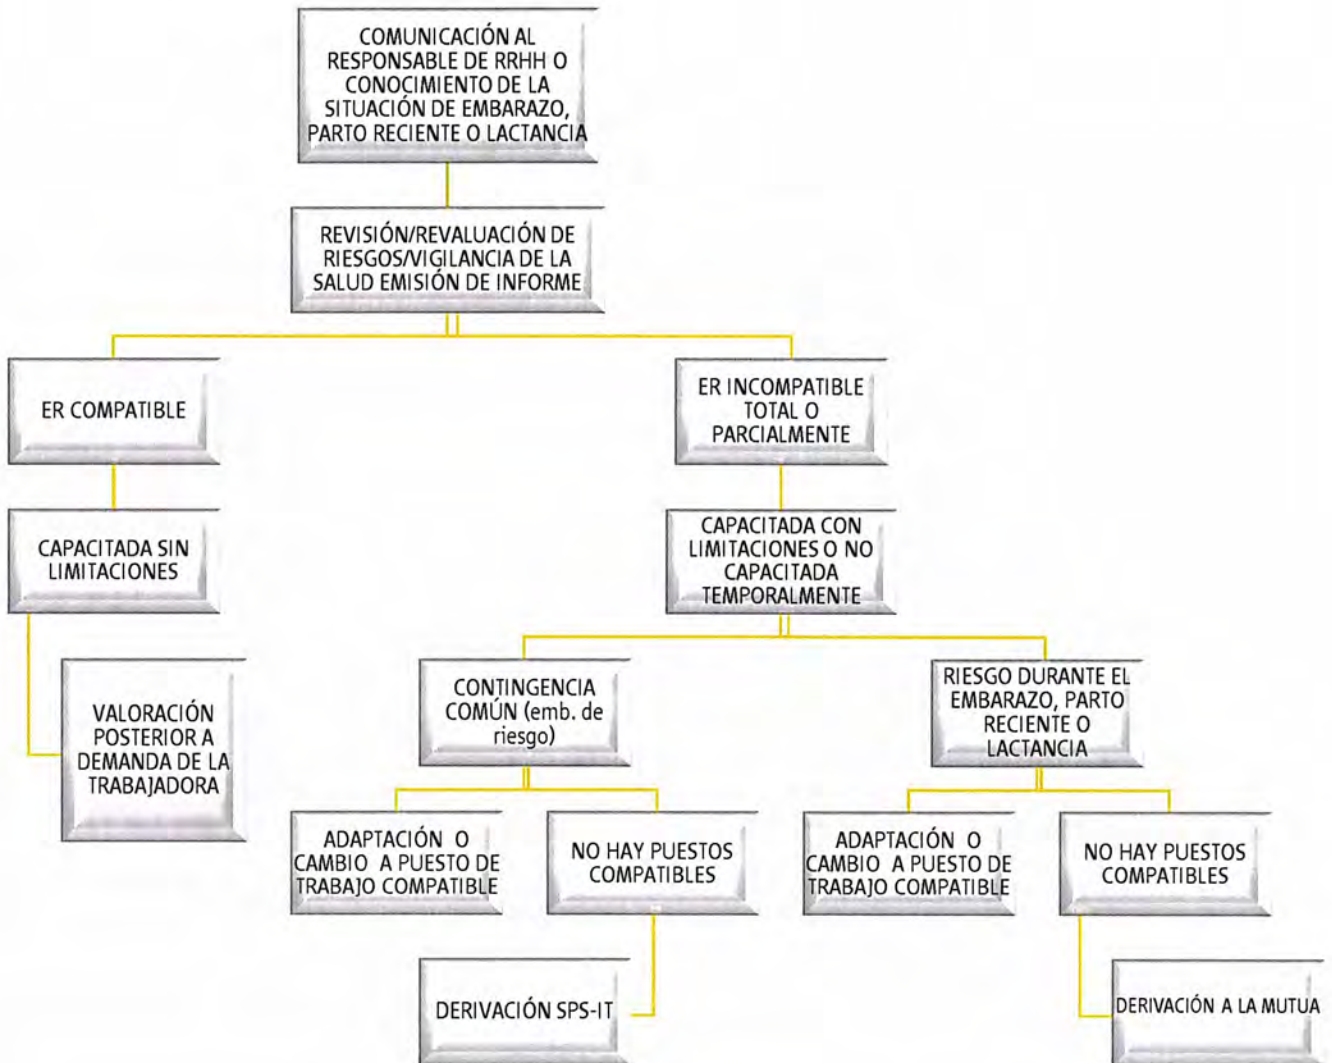 COMUNICACIÓN AL
RESPONSABLE DE RRHH O
CONOCIMIENTO DE LA
SITUACIÓN DE EMBARAZO,
PARTO RECIENTE O LACTANCIA
REVISIÓN/REVALUACIÓN DE
RIESGOS/VIGILANCIA DE LA
SALUD EMISIÓN DE INFORME
ER COMPATIBLE
ER INCOMPATIBLE
TOTAL O
PARCIALMENTE
CAPACITADA SIN
LIMITACIONES
CAPACITADA CON
LIMITACIONES O NO
CAPACITADA
TEMPORALMENTE
VALORACIÓN
POSTERIOR A
DEMANDA DE LA
TRABAJADORA
CONTINGENCIA
COMÚN (emb. de
riesgo)
RIESGO DURANTE EL
EMBARAZO, PARTO
RECIENTE O
LACTANCIA
ADAPTACIÓN O
CAMBIO A PUESTO DE
TRABAJO COMPATIBLE
NO HAY PUESTOS
COMPATIBLES
ADAPTACIÓN O
CAMBIO A PUESTO DE
TRABAJO COMPATIBLE
NO HAY PUESTOS
COMPATIBLES
DERIVACIÓN SPS-IT
DERIVACIÓN A LA MUTUA